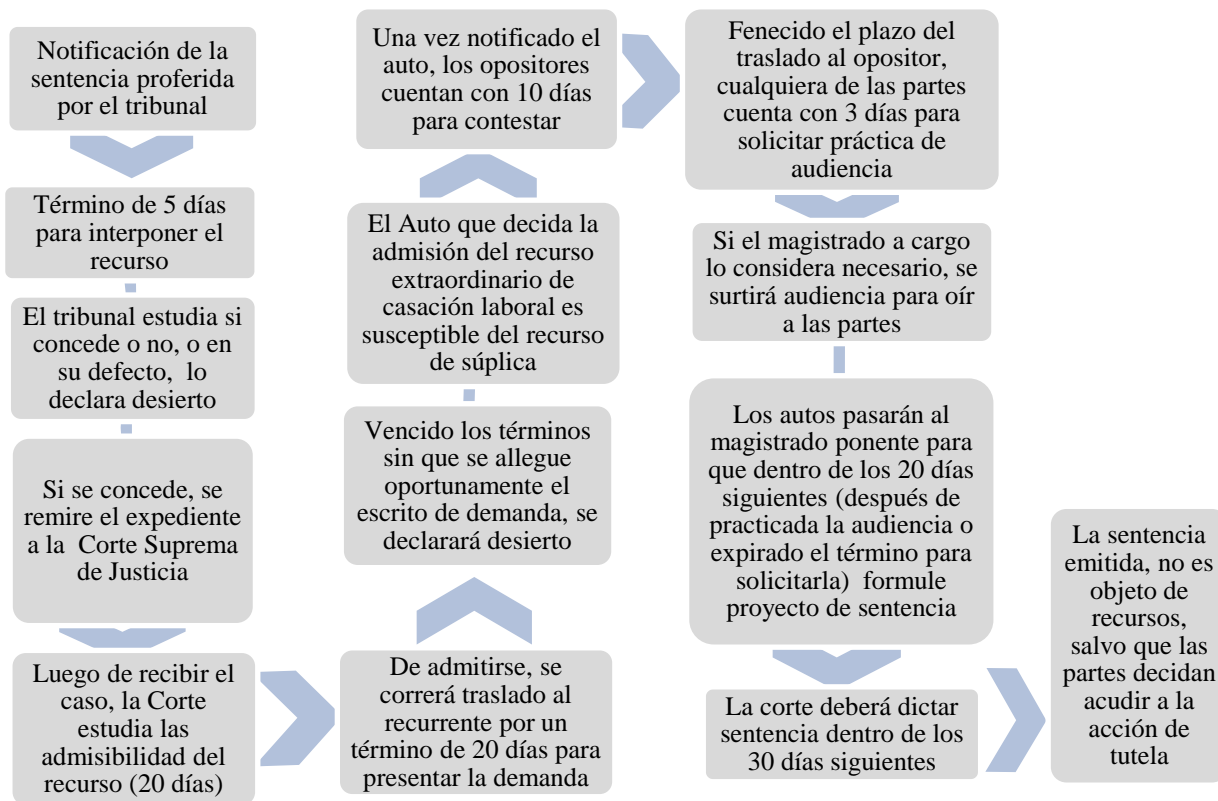 Notificación de la
sentencia proferida
por el tribunal
Término de 5 días
para interponer el
recurso
El tribunal estudia si
concede o no, o en
su defecto, lo
declara desierto
Si se concede, se
remire el expediente
a la Corte Suprema
de Justicia
Luego de recibir el
caso, la Corte
estudia las
admisibilidad del
recurso (20 días)
De admitirse, se
correrá traslado al
recurrente por un
término de 20 días para
presentar la demanda
Vencido los términos
sin que se allegue
oportunamente el
escrito de demanda, se
declarará desierto
El Auto que decida la
admisión del recurso
extraordinario de
casación laboral es
susceptible del recurso
de súplica
Una vez notificado el
auto, los opositores
cuentan con 10 días
para contestar
Fenecido el plazo del
traslado al opositor,
cualquiera de las partes
cuenta con 3 días para
solicitar práctica de
audiencia
Si el magistrado a cargo
lo considera necesario, se
surtirá audiencia para oír
a las partes
Los autos pasarán al
magistrado ponente para
que dentro de los 20 días
siguientes (después de
practicada la audiencia o
expirado el término para
solicitarla) formule
proyecto de sentencia
La corte deberá dictar
sentencia dentro de los
30 días siguientes
La sentencia
emitida, no es
objeto de
recursos,
salvo que las
partes decidan
acudir a la
acción de
tutela